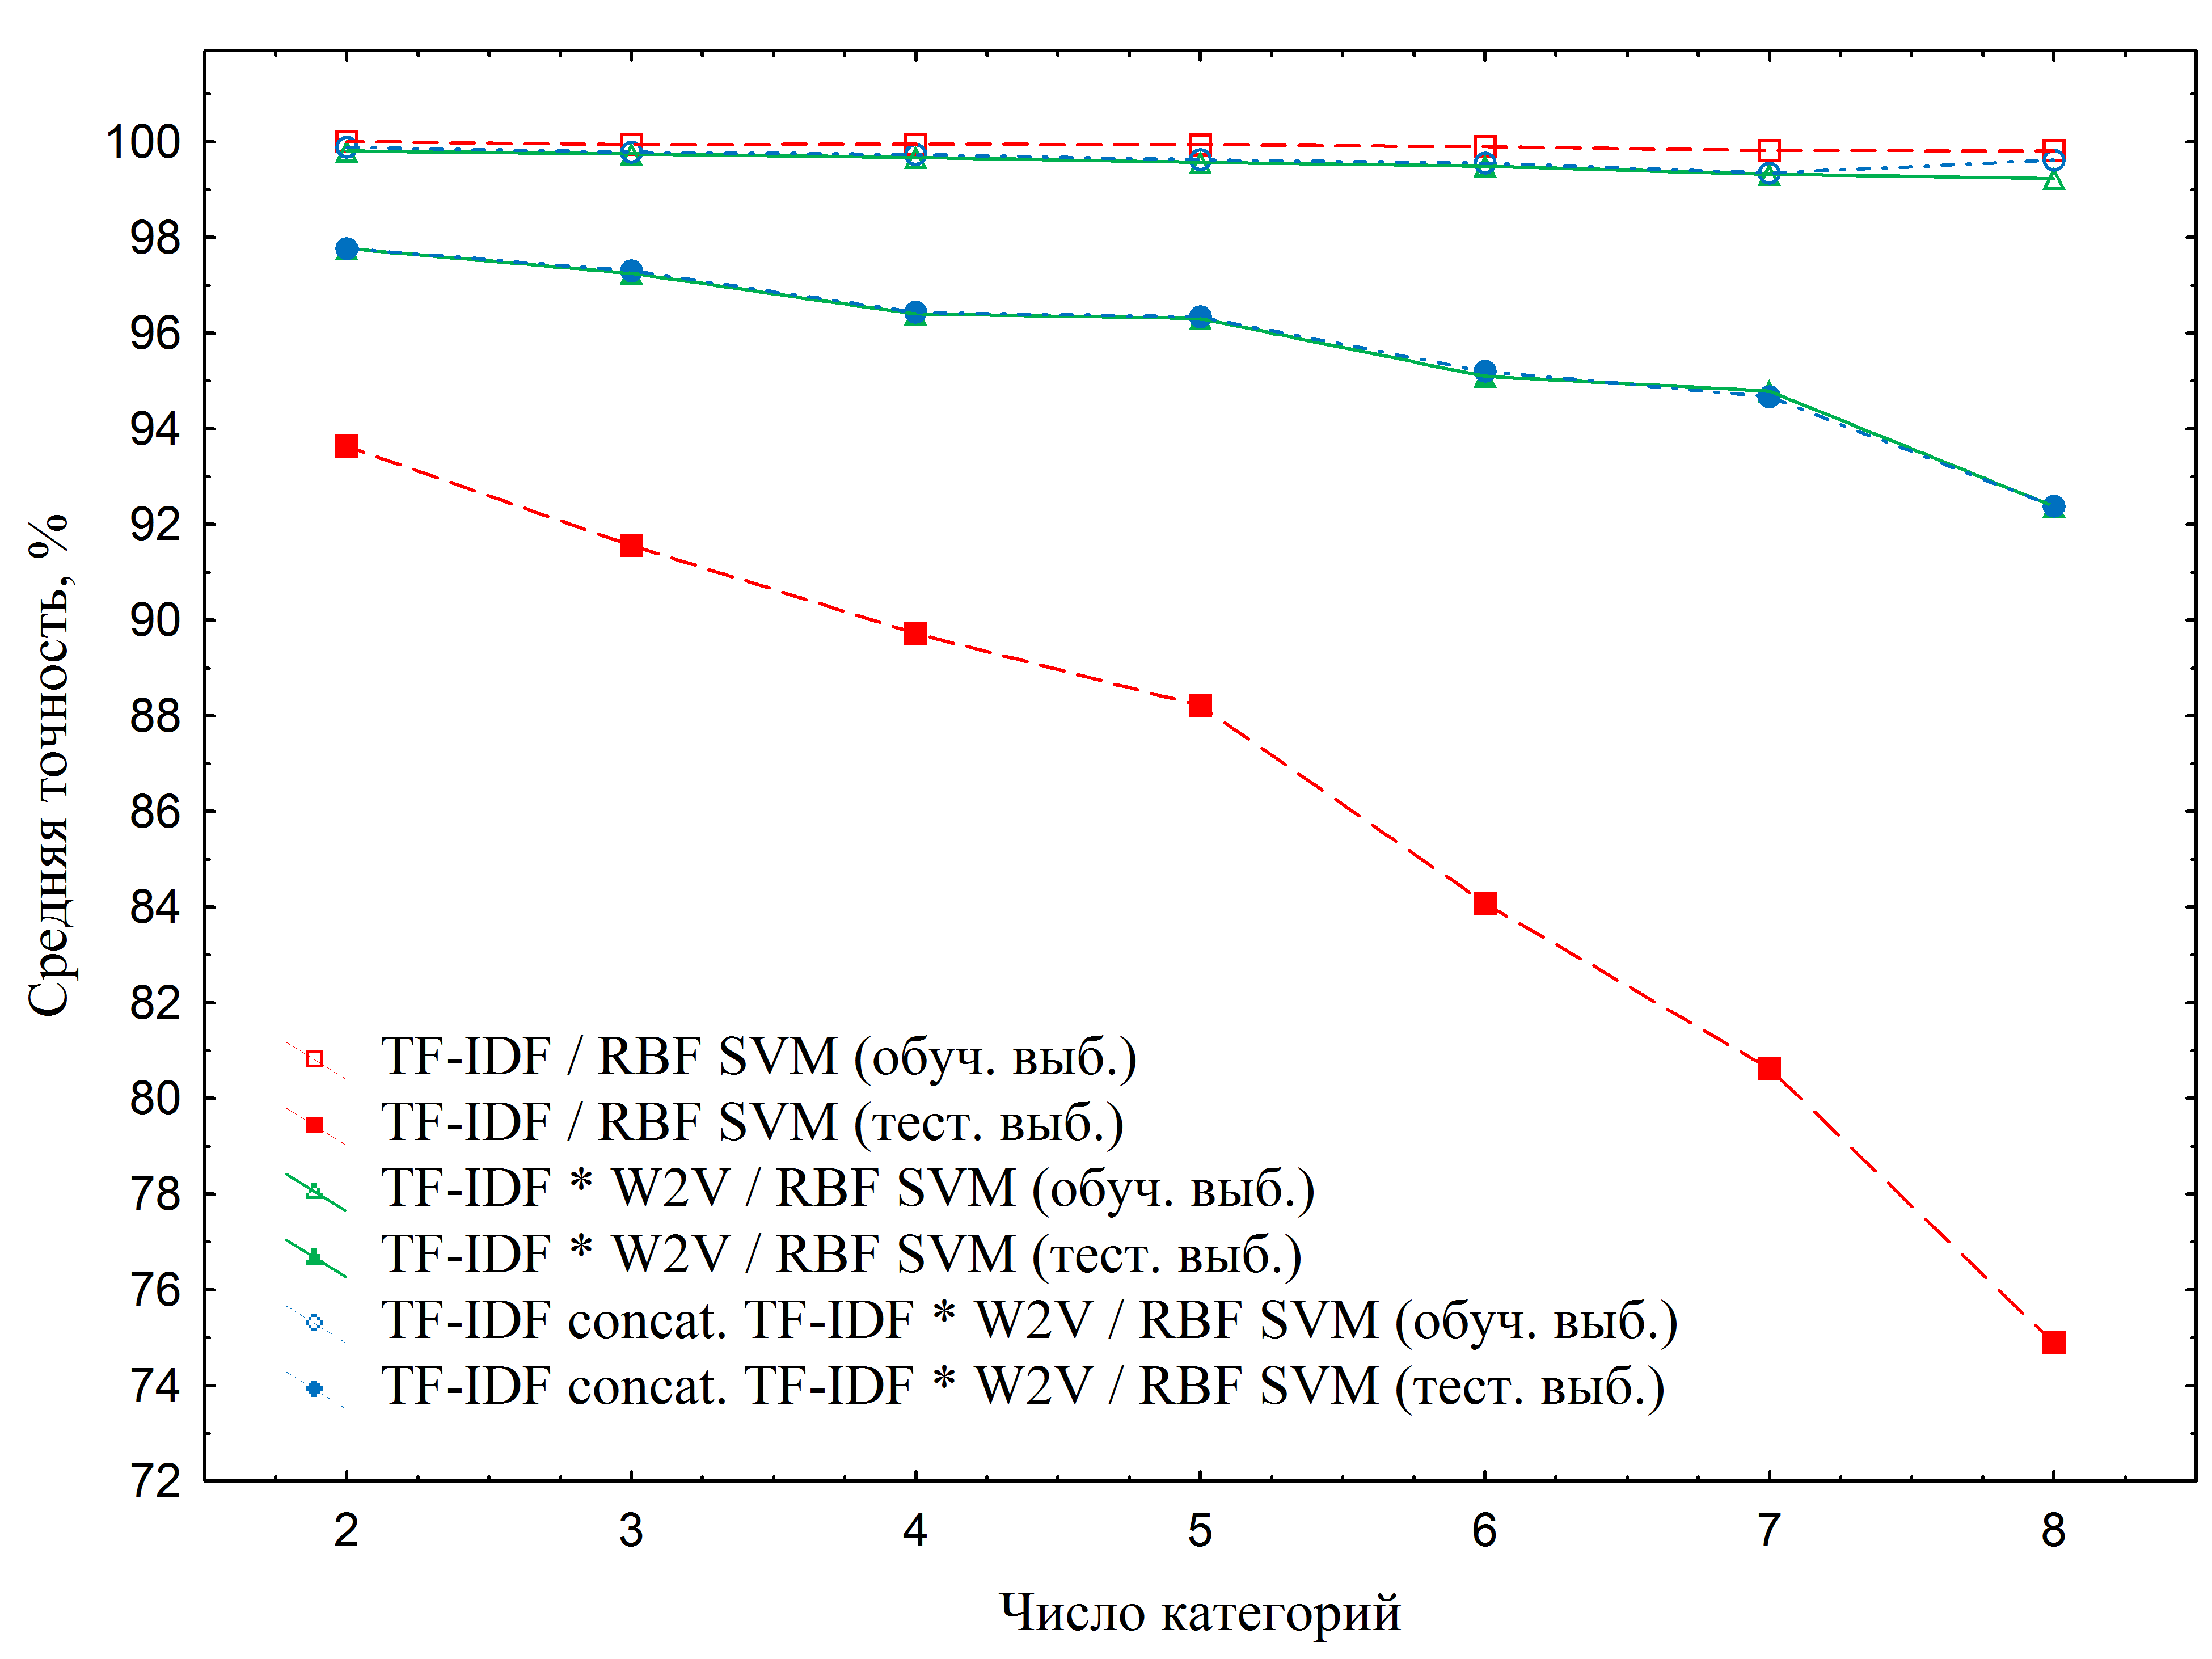 100
98
96
94
92
90
88
86
84
82
80
78
76
74
72
Средняя точность, %
TF-IDF / RBF SVM (обуч. выб.)
TF-IDF / RBF SVM (тест. выб.)
TF-IDF * W2V / RBF SVM (обуч. выб.)
TF-IDF * W2V / RBF SVM (тест. выб.)
TF-IDF concat. TF-IDF * W2V / RBF SVM (обуч. выб.)
TF-IDF concat. TF-IDF * W2V / RBF SVM (тест. выб.)
2 3 4 5 6 7 8
Число категорий